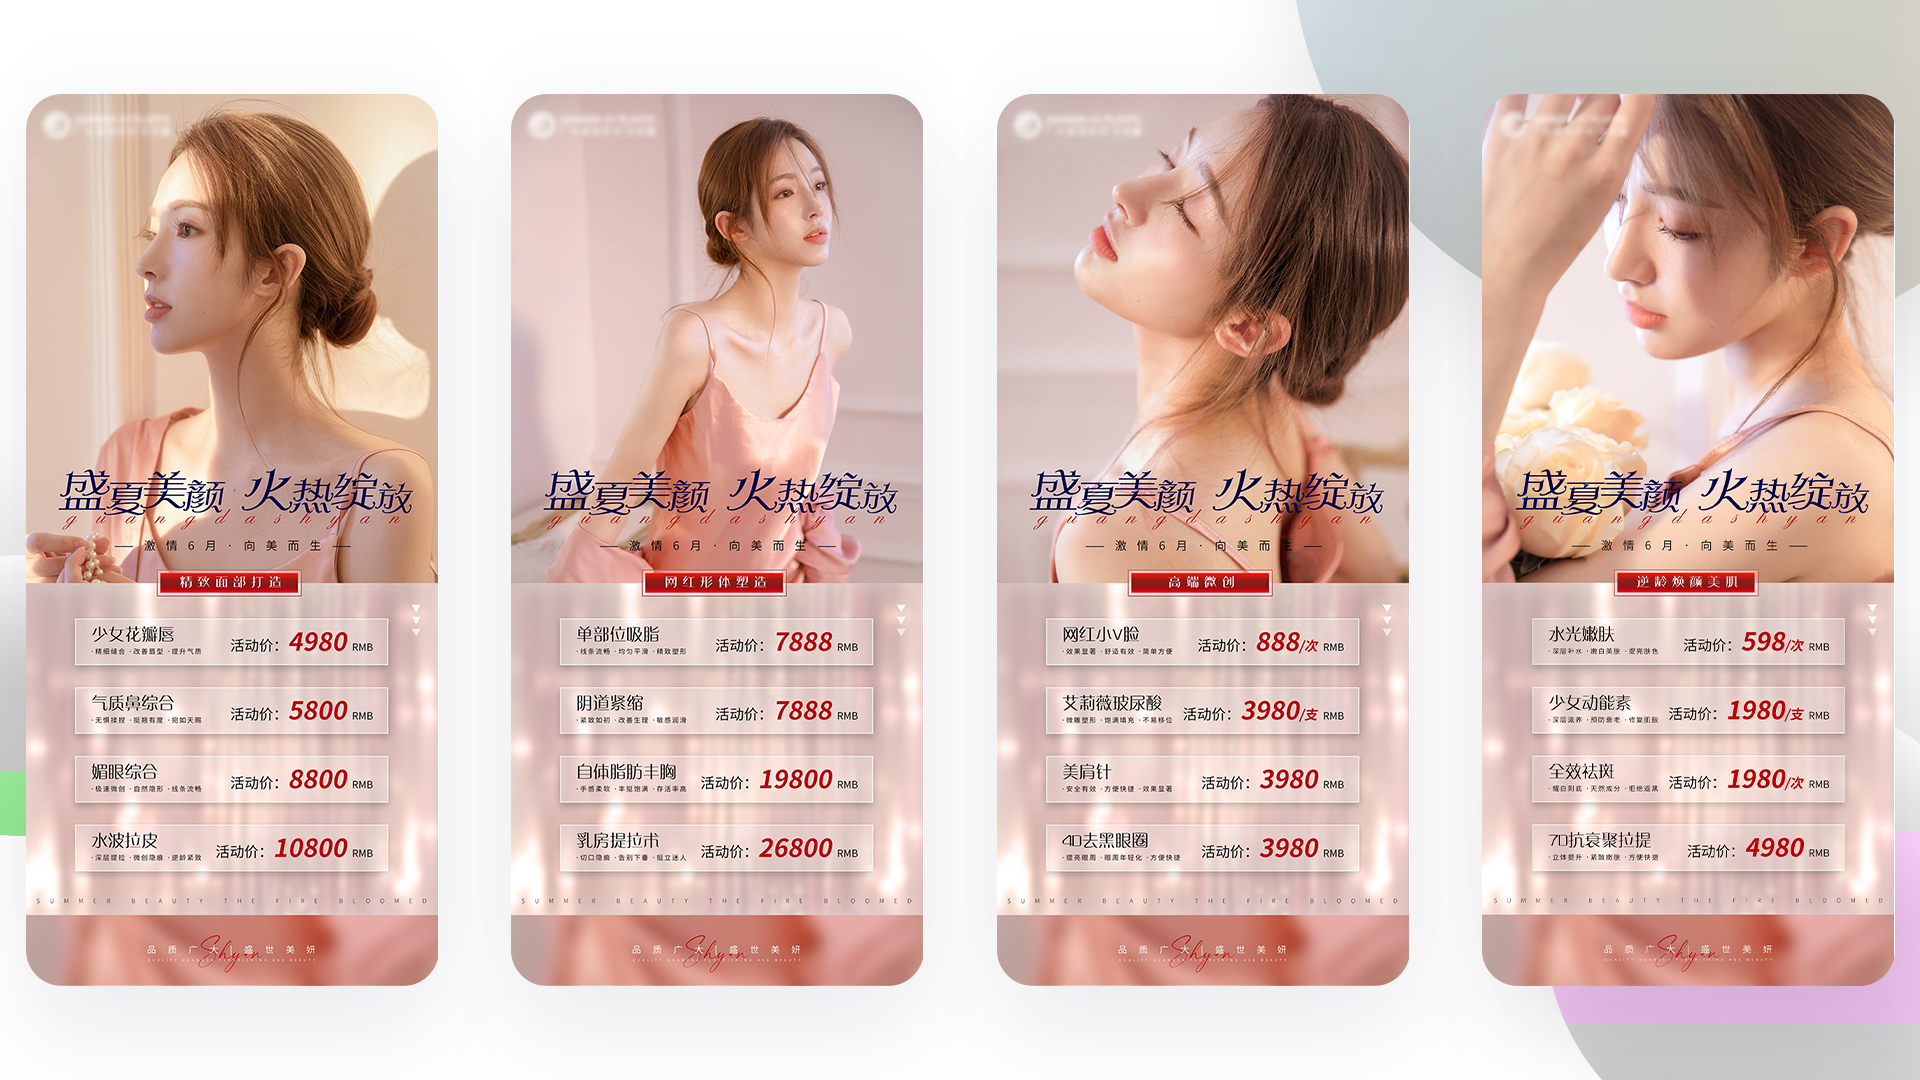 盛夏美颜 火热绽放
guangdashyan
激情6月·向美而生
精致面部打造
少女花瓣唇
·精细缝合 ·改善唇型 ·提升气质
活动价：4980 RMB
气质鼻综合
·无惧揉捏 ·挺翘有度 ·宛如天赐
活动价：5800 RMB
媚眼综合
·极速微创 ·自然隐形 ·线条流畅
活动价：8800 RMB
水波拉皮
·深层提拉 ·微创隐痕 ·逆龄紧致
活动价：10800 RMB
SUMMER BEAUTY THE FIRE BLOOMED
品质广大|盛世美妍
Shyan
盛夏美颜 火热绽放
guangdashyan
激情6月·向美而生
网红形体塑造
单部位吸脂
·线条流畅 ·均匀平滑 ·精致塑形
活动价：7888 RMB
阴道紧缩
·紧致如初 ·改善生理 ·敏感润滑
活动价：7888 RMB
自体脂肪丰胸
·手感柔软 ·丰挺饱满 ·存活率高
活动价：19800 RMB
乳房提拉术
·切口隐痕 ·告别下垂 ·挺立迷人
活动价：26800 RMB
SUMMER BEAUTY THE FIRE BLOOMED
品质广大|盛世美妍
Shyan
盛夏美颜 火热绽放
guangdashyan
激情6月·向美而生
高端微创
网红小V脸
·效果显著 ·舒适有效 ·简单方便
活动价：888/次 RMB
艾莉薇玻尿酸
·微雕塑形 ·饱满填充 ·不易移位
活动价：3980/支 RMB
美肩针
·安全有效 ·方便快捷 ·效果显著
活动价：3980 RMB
4D去黑眼圈
·提亮眼周 ·眼周年轻化 ·方便快捷
活动价：3980 RMB
SUMMER BEAUTY THE FIRE BLOOMED
品质广大|盛世美妍
Shyan
盛夏美颜 火热绽放
guangdashyan
激情6月·向美而生
逆龄焕颜美肌
水光嫩肤
·深层补水 ·嫩白美肤 ·提亮肤色
活动价：598/次 RMB
少女动能素
·深层滋养 ·预防衰老 ·修复肌肤
活动价：1980/支 RMB
全效祛斑
·耀白到底 ·天然成分 ·拒绝返黑
活动价：1980/次 RMB
7D抗衰聚拉提
·立体提升 ·紧致嫩肤 ·方便快捷
活动价：4980 RMB
SUMMER BEAUTY THE FIRE BLOOMED
品质广大|盛世美妍
Shyan